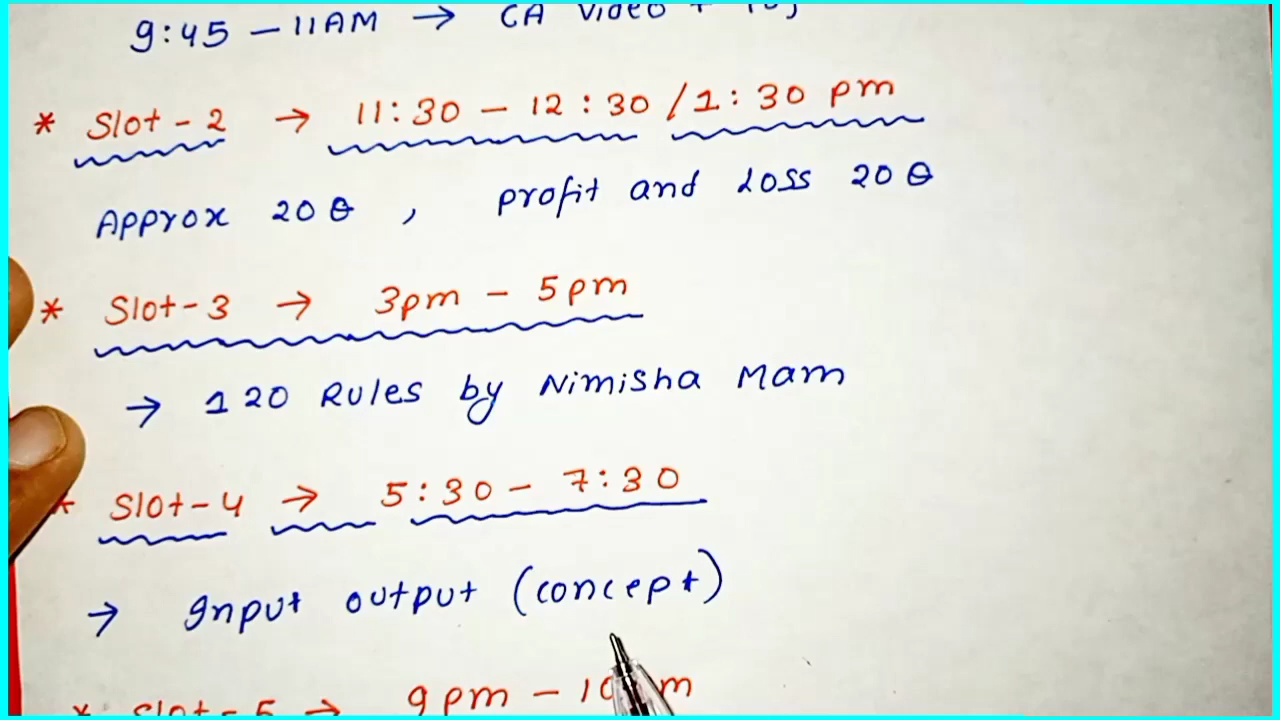 9:45 – 11AM → CA Video +
* Slot - 2 → 11:30 – 12:30 / 1:30 pm
Approx 20 Q , profit and Loss 20 Q
* Slot - 3 → 3pm – 5pm
→ 120 Rules by Nimisha Mam
* Slot - 4 → 5:30 – 7:30
→ Input output (concept)
* Slot - 5 → 9pm –